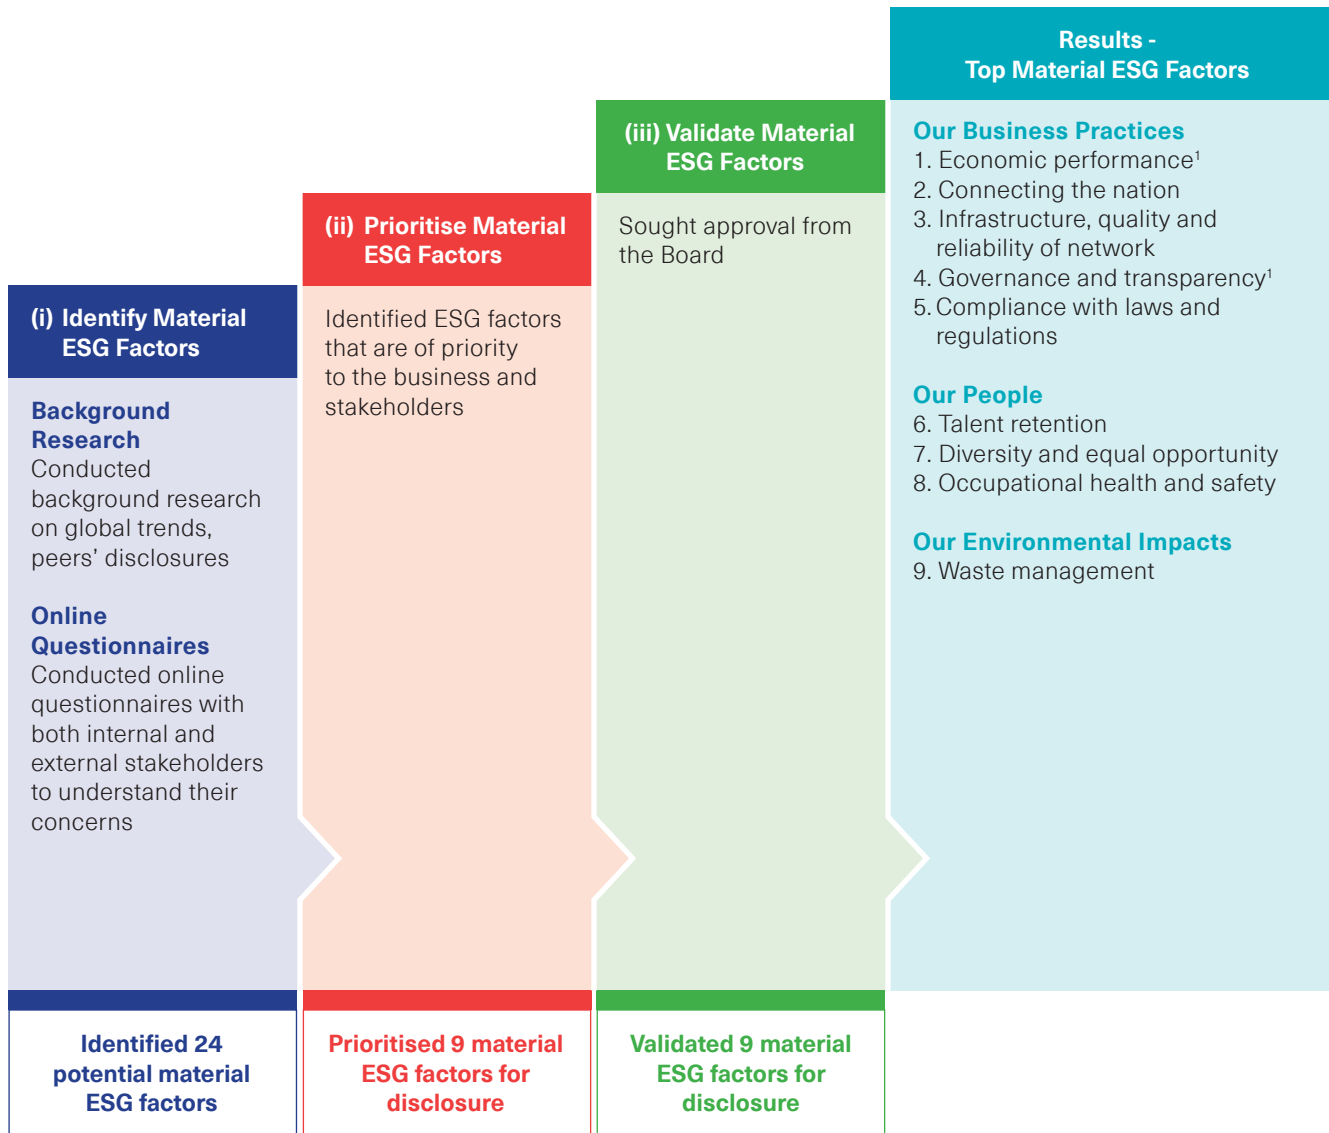 (i) Identify Material
ESG Factors
Background
Research
Conducted
background research
on global trends,
peers’ disclosures
Online
Questionnaires
Conducted online
questionnaires with
both internal and
external stakeholders
to understand their
concerns
Identified 24
potential material
ESG factors
(ii) Prioritise Material
ESG Factors
Identified ESG factors
that are of priority
to the business and
stakeholders
Prioritised 9 material
ESG factors for
disclosure
(iii) Validate Material
ESG Factors
Sought approval from
the Board
Validated 9 material
ESG factors for
disclosure
Results -
Top Material ESG Factors
Our Business Practices
1. Economic performance¹
2. Connecting the nation
3. Infrastructure, quality and
reliability of network
4. Governance and transparency¹
5. Compliance with laws and
regulations
Our People
6. Talent retention
7. Diversity and equal opportunity
8. Occupational health and safety
Our Environmental Impacts
9. Waste management